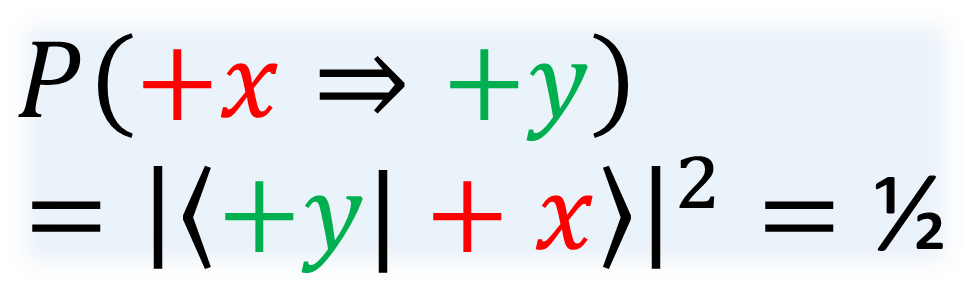 P(+x ⇒ +y)
= |⟨+y| + x⟩|² = ½